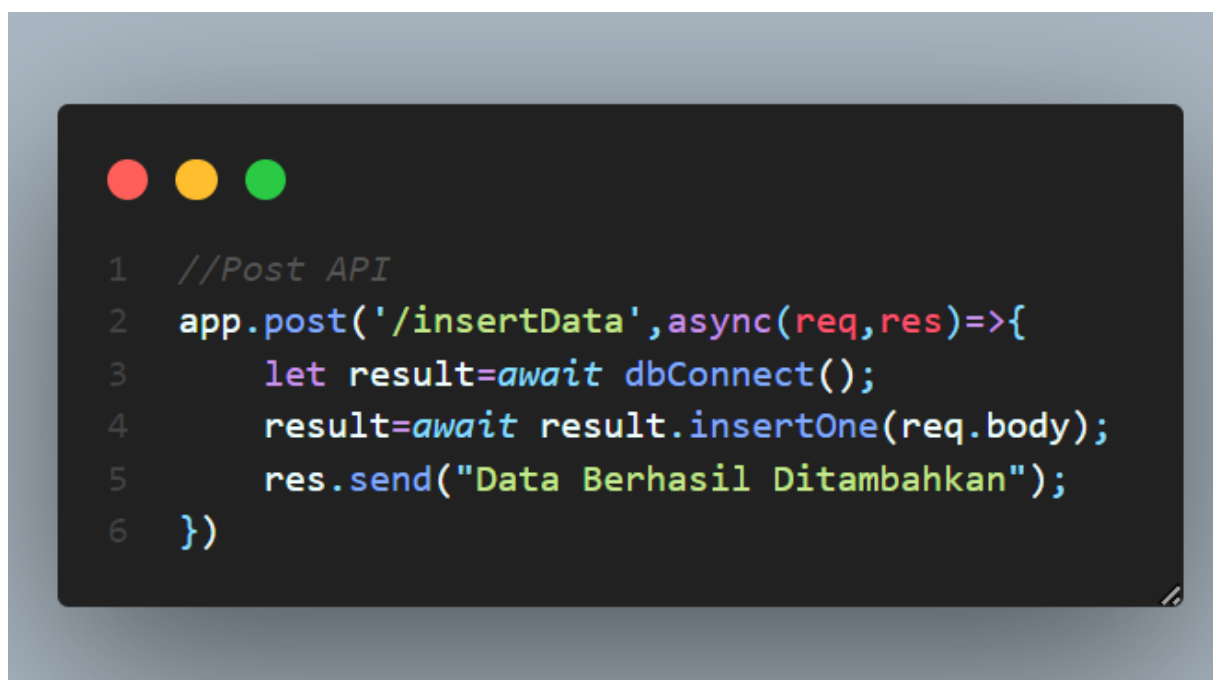 1 //Post API
2 app.post('/insertData',async(req,res)=>{
3     let result=await dbConnect();
4     result=await result.insertOne(req.body);
5     res.send("Data Berhasil Ditambahkan");
6 })